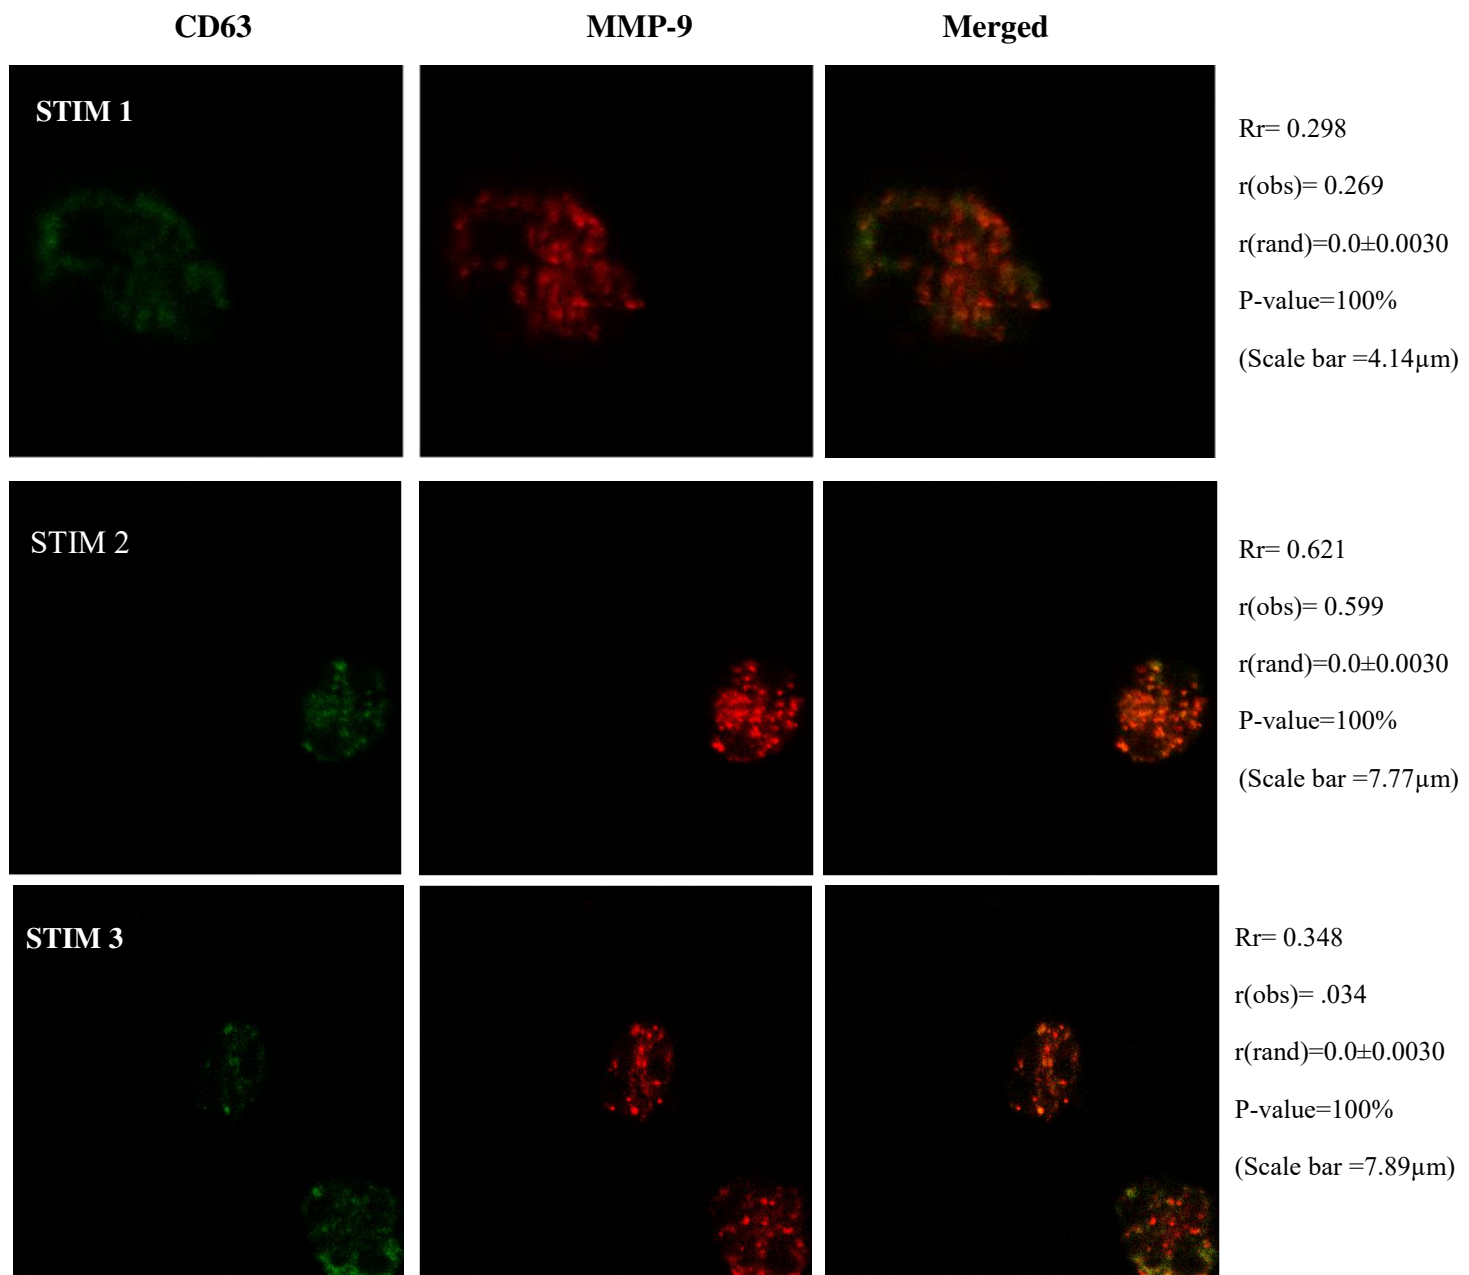 CD63 MMP-9 Merged
STIM 1
Rr= 0.298
r(obs)= 0.269
r(rand)=0.0±0.0030
P-value=100%
(Scale bar =4.14µm)
STIM 2
Rr= 0.621
r(obs)= 0.599
r(rand)=0.0±0.0030
P-value=100%
(Scale bar =7.77µm)
STIM 3
Rr= 0.348
r(obs)= .034
r(rand)=0.0±0.0030
P-value=100%
(Scale bar =7.89µm)